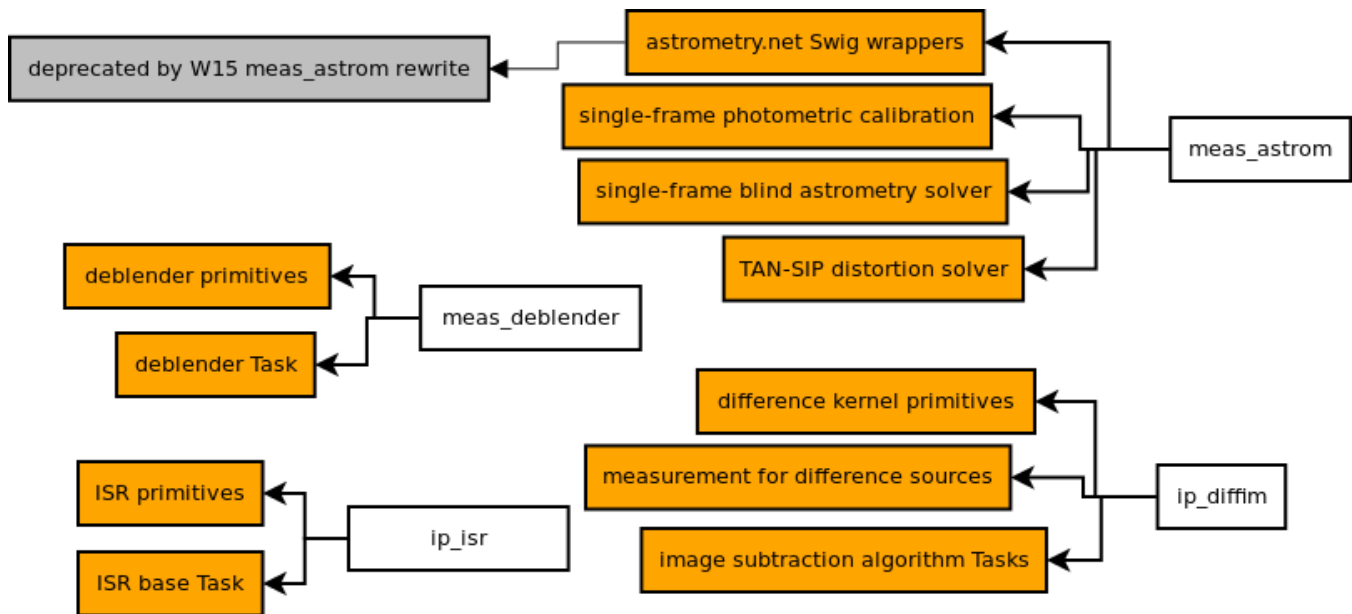 astrometry.net Swig wrappers
deprecated by W15 meas_astrom rewrite
single-frame photometric calibration
meas_astrom
single-frame blind astrometry solver
TAN-SIP distortion solver
deblender primitives
meas_deblender
deblender Task
difference kernel primitives
measurement for difference sources
ip_diffim
image subtraction algorithm Tasks
ISR primitives
ip_isr
ISR base Task